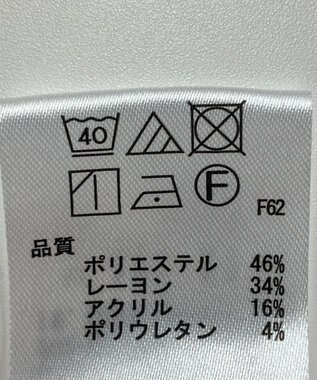 40
F F62
品質
ポリエステル 46%
レーヨン 34%
アクリル 16%
ポリウレタン 4%